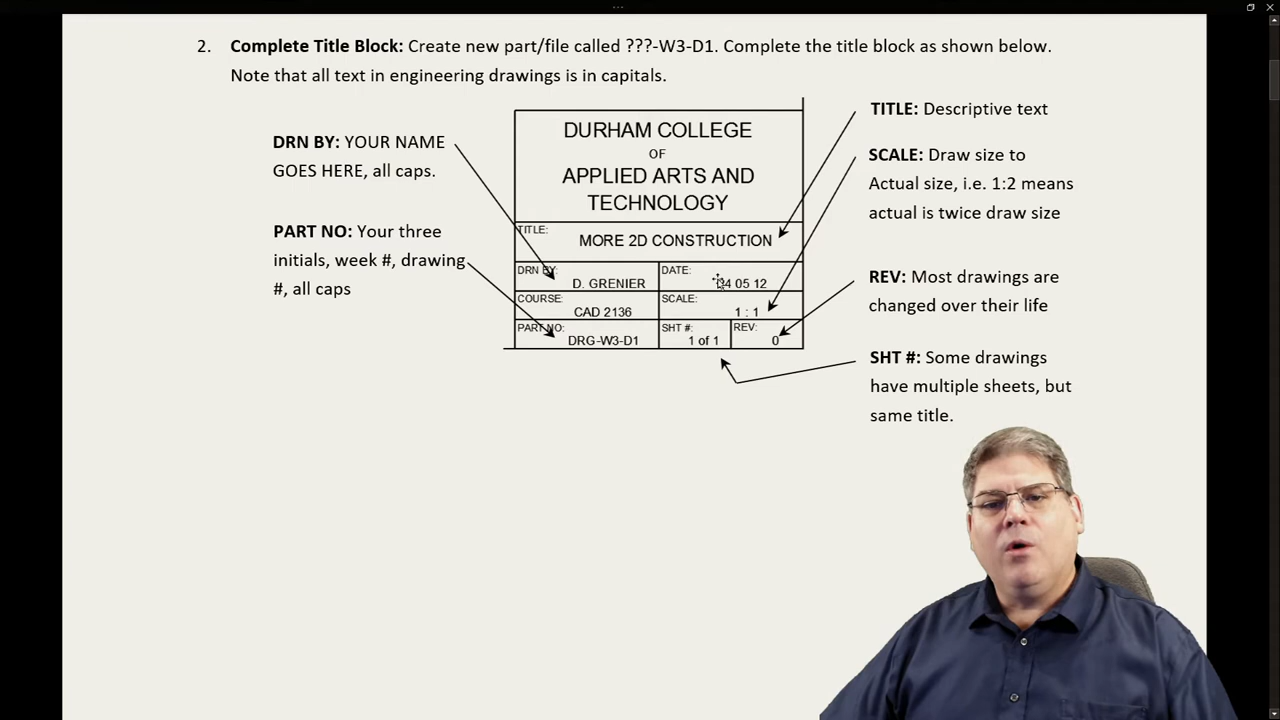 2. Complete Title Block: Create new part/file called ???-W3-D1. Complete the title block as shown below.
Note that all text in engineering drawings is in capitals.
DRN BY: YOUR NAME
GOES HERE, all caps.
PART NO: Your three
initials, week #, drawing
#, all caps
DURHAM COLLEGE
OF
APPLIED ARTS AND
TECHNOLOGY
TITLE:
MORE 2D CONSTRUCTION
DRN BY:
D. GRENIER
DATE:
05 12
COURSE:
CAD 2136
SCALE:
1 : 1
PART NO:
DRG-W3-D1
SHT #:
1 of 1
REV:
0
TITLE: Descriptive text
SCALE: Draw size to
Actual size, i.e. 1:2 means
actual is twice draw size
REV: Most drawings are
changed over their life
SHT #: Some drawings
have multiple sheets, but
same title.